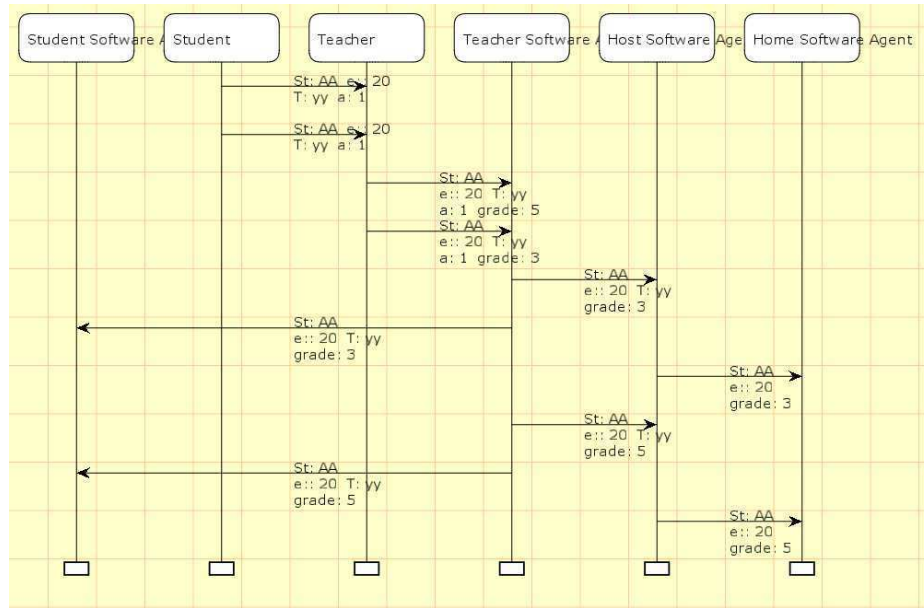 Student Software A
Student
Teacher
Teacher Software A
Host Software Age
Home Software Agent
St: AA e:: 20
T: yy a: 1
St: AA e:: 20
T: yy a: 1
St: AA
e:: 20 T: yy
a: 1 grade: 5
St: AA
e:: 20 T: yy
a: 1 grade: 3
St: AA
e:: 20 T: yy
grade: 3
St: AA
e:: 20 T: yy
grade: 3
St: AA
e:: 20
grade: 3
St: AA
e:: 20 T: yy
grade: 5
St: AA
e:: 20 T: yy
grade: 5
St: AA
e:: 20
grade: 5